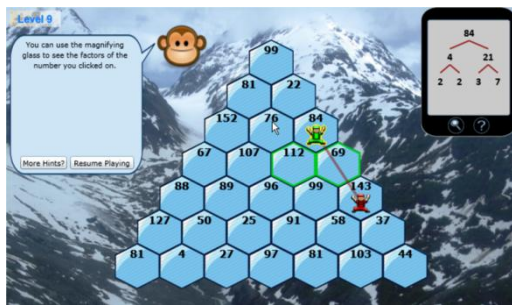 Level 9
You can use the magnifying
glass to see the factors of the
number you clicked on.
More Hints? Resume Playing
84
4 21
2 2 3 7
?
99
81 22
152 76 84
67 107 112 69
88 89 96 99 143
127 50 25 91 58 37
81 4 27 97 81 103 44